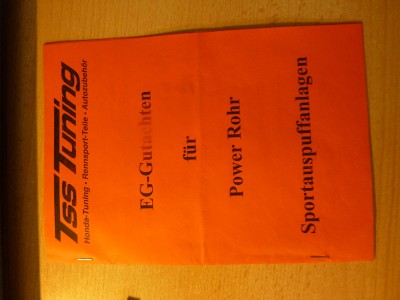 Tss Tuning
Honda-Tuning - Rennsport-Teile - Autozubehör
EG-Gutachten
für
Power Rohr
Sportauspuffanlagen